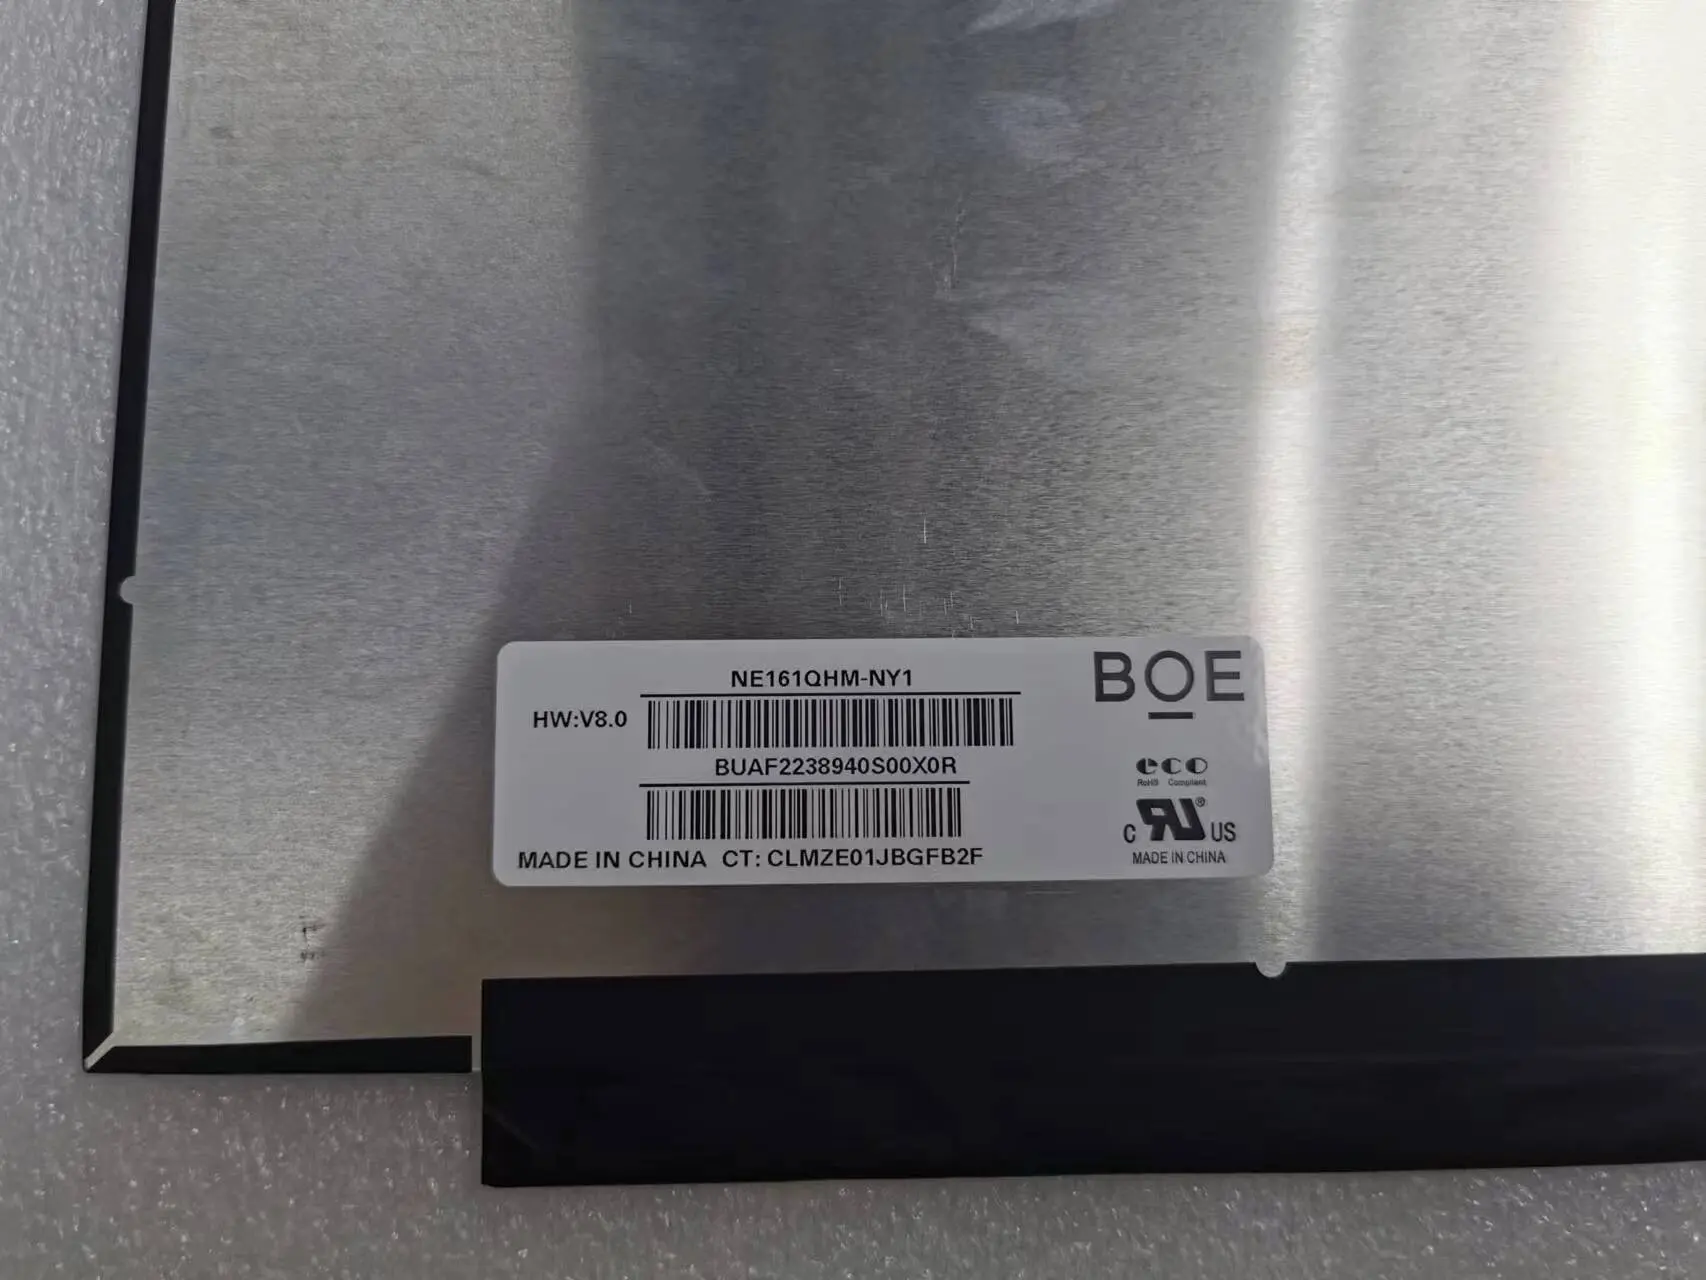 NE161QHM-NY1
BOE
HW:V8.0
BUAF2238940S00X0R
eco
RoHS Compliant
C RU® US
MADE IN CHINA CT: CLMZE01JBGFB2F
MADE IN CHINA